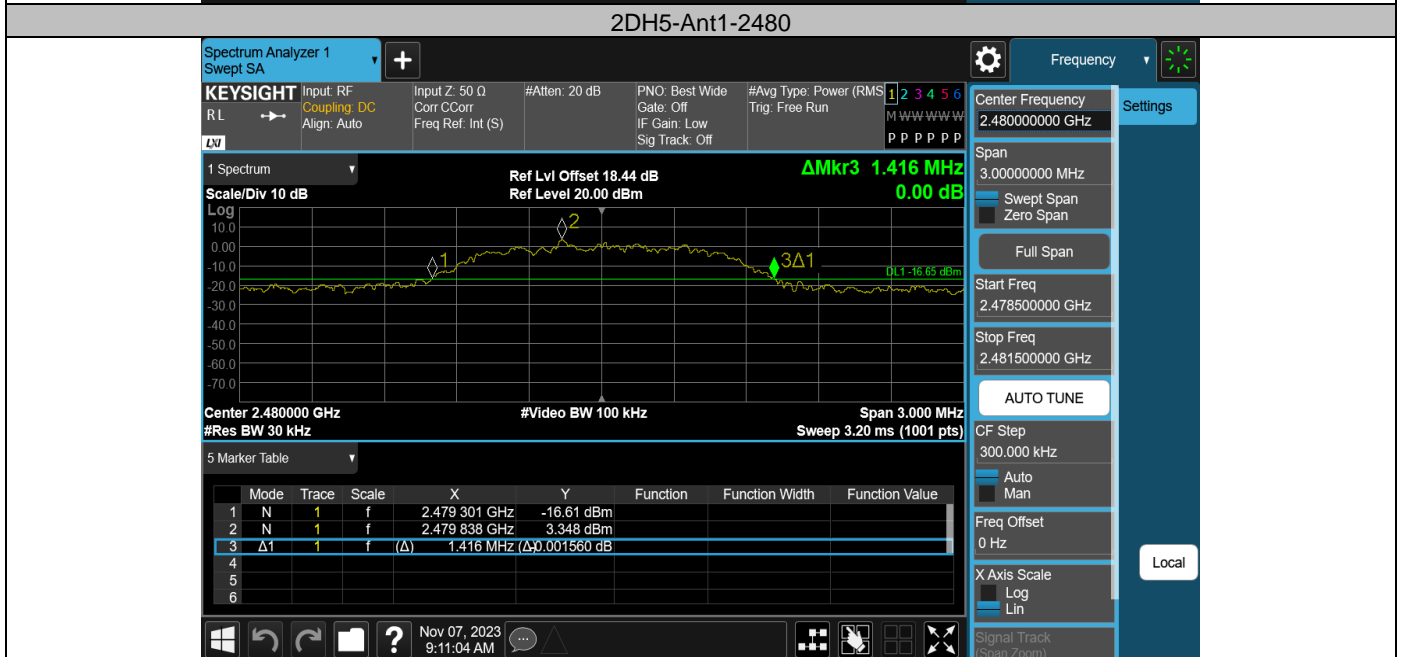 2DH5-Ant1-2480
Spectrum Analyzer 1
Swept SA
+
Frequency
KEYSIGHT
RL
LXI
Input: RF
Coupling: DC
Align: Auto
Input Z: 50 Ω
Corr CCorr
Freq Ref: Int (S)
#Atten: 20 dB
PNO: Best Wide
Gate: Off
IF Gain: Low
Sig Track: Off
#Avg Type: Power (RMS
Trig: Free Run
1 2 3 4 5 6
M W W W W W
P P P P P P
Center Frequency
2.480000000 GHz
Settings
Span
3.00000000 MHz
Swept Span
Zero Span
Full Span
Start Freq
2.478500000 GHz
Stop Freq
2.481500000 GHz
AUTO TUNE
CF Step
300.000 kHz
Auto
Man
Freq Offset
0 Hz
X Axis Scale
Log
Lin
Signal Track
(Span Zoom)
Local
1 Spectrum
Scale/Div 10 dB
Ref Lvl Offset 18.44 dB
Ref Level 20.00 dBm
ΔMkr3 1.416 MHz
0.00 dB
Log
10.0
0.00
-10.0
-20.0
-30.0
-40.0
-50.0
-60.0
-70.0
1
2
3Δ1
DL1 -16.65 dBm
Center 2.480000 GHz
#Video BW 100 kHz
Span 3.000 MHz
#Res BW 30 kHz
Sweep 3.20 ms (1001 pts)
5 Marker Table
Mode Trace Scale X Y Function Function Width Function Value
1 N 1 f 2.479 301 GHz -16.61 dBm
2 N 1 f 2.479 838 GHz 3.348 dBm
3 Δ1 1 f (Δ) 1.416 MHz (Δ) -0.001560 dB
4
5
6
?
Nov 07, 2023
9:11:04 AM